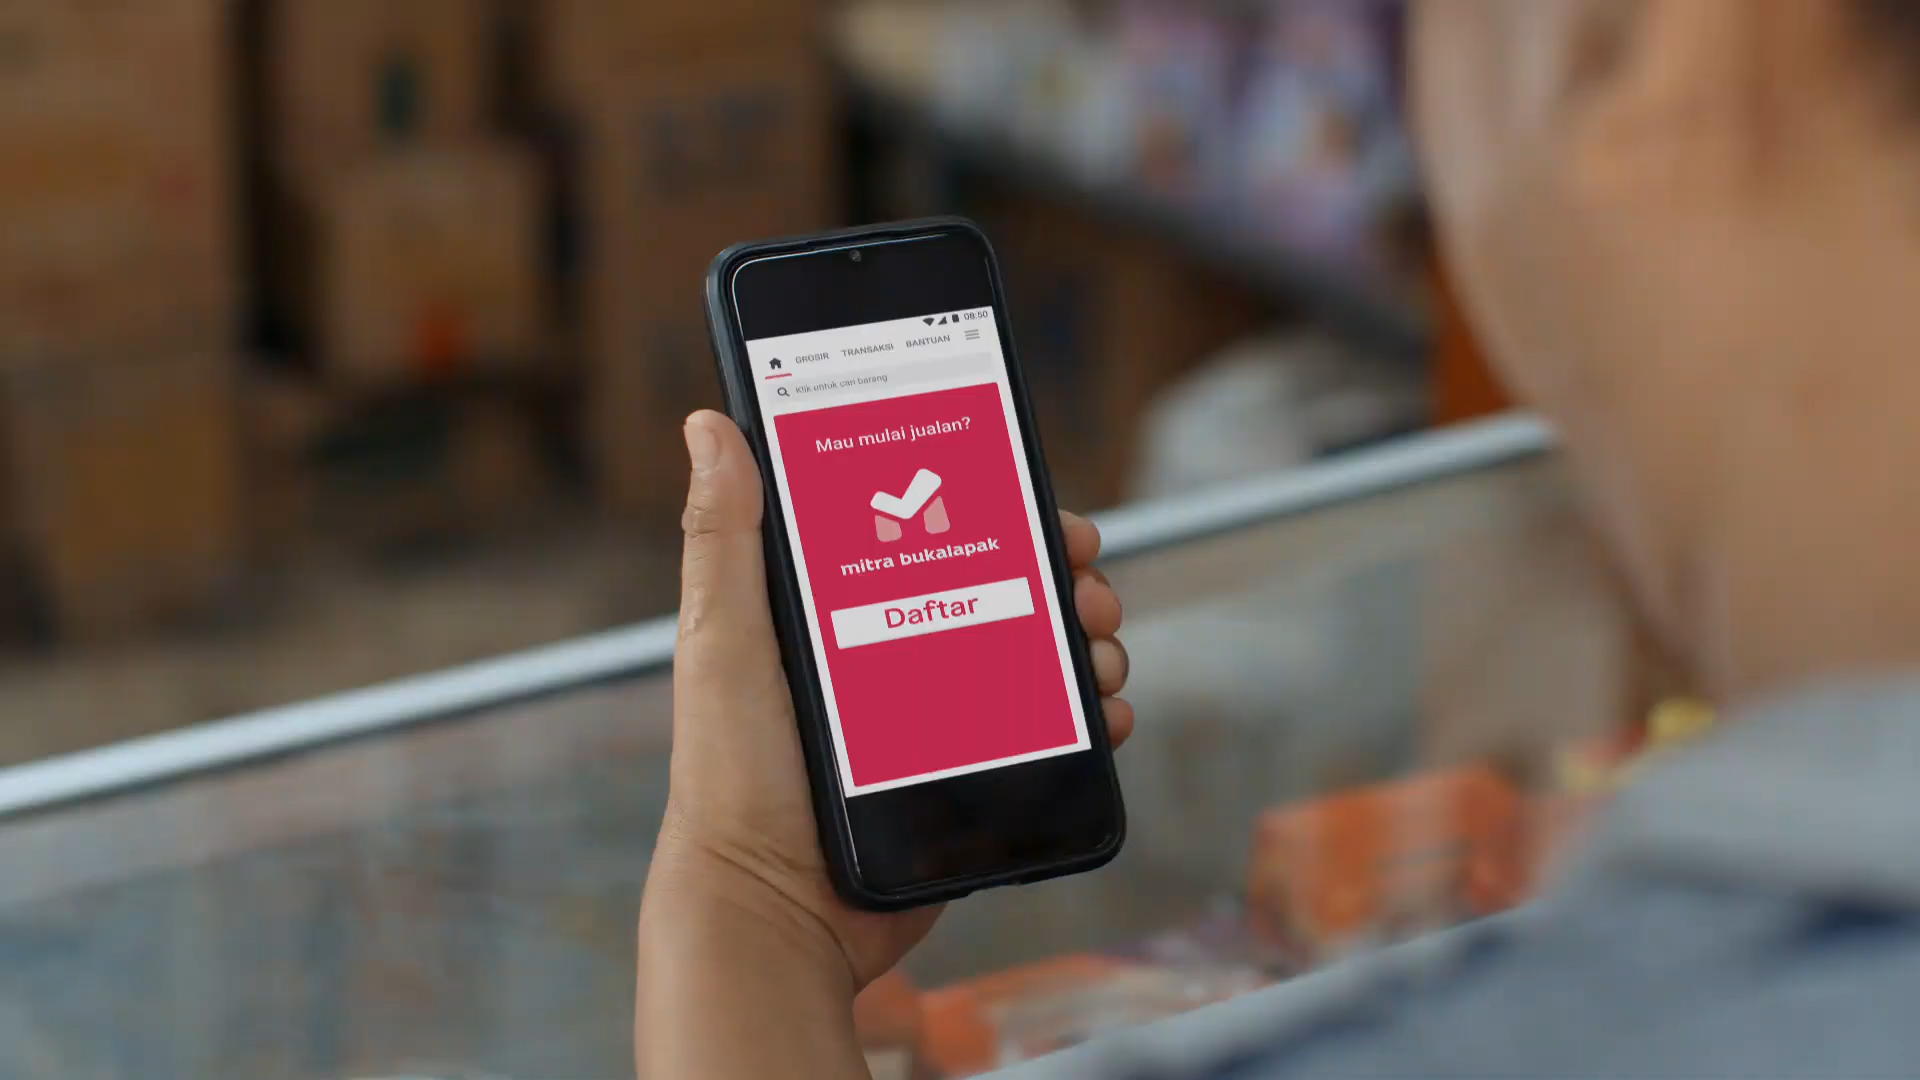 08:50
GROSIR TRANSAKSI BANTUAN
Klik untuk cari barang
Mau mulai jualan?
mitra bukalapak
Daftar